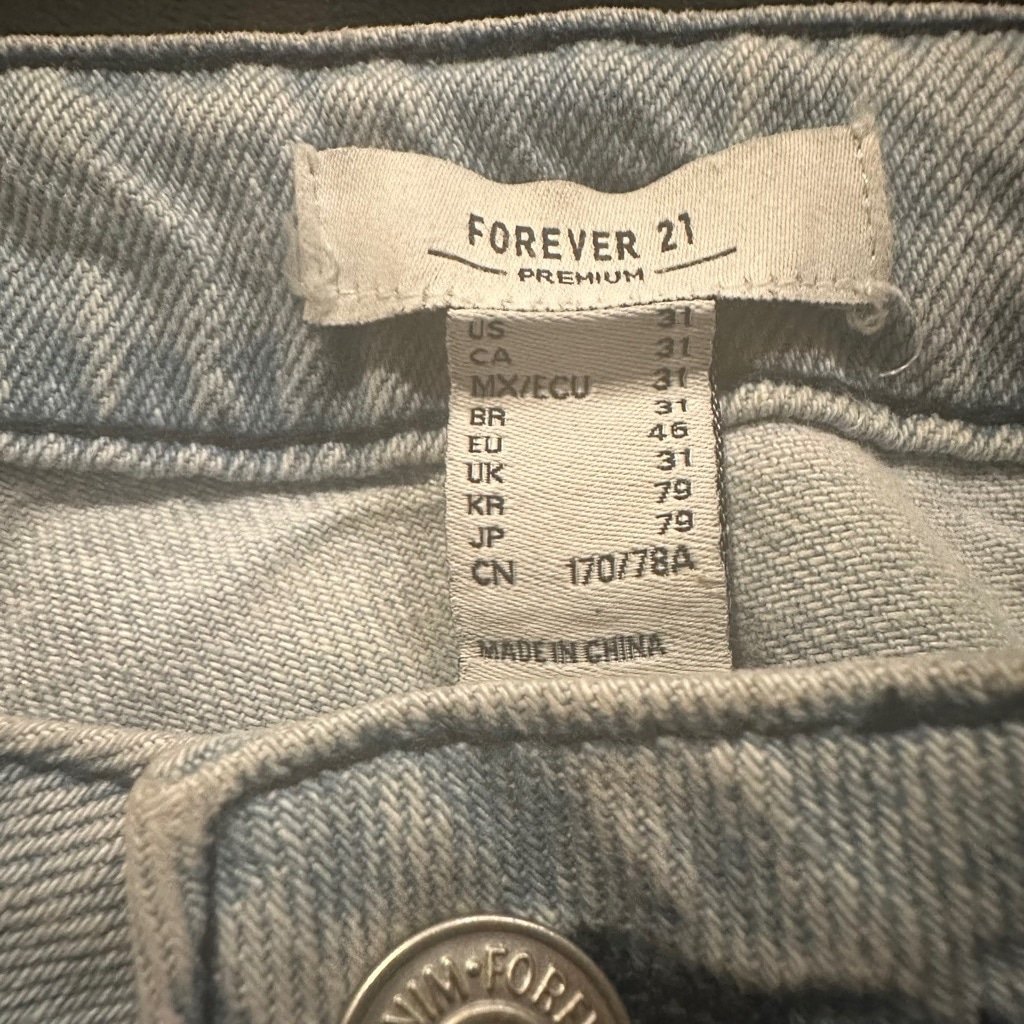 FOREVER 21
PREMIUM
US 31
CA 31
MX/ECU 31
BR 31
EU 46
UK 31
KR 79
JP 79
CN 170/78A
MADE IN CHINA